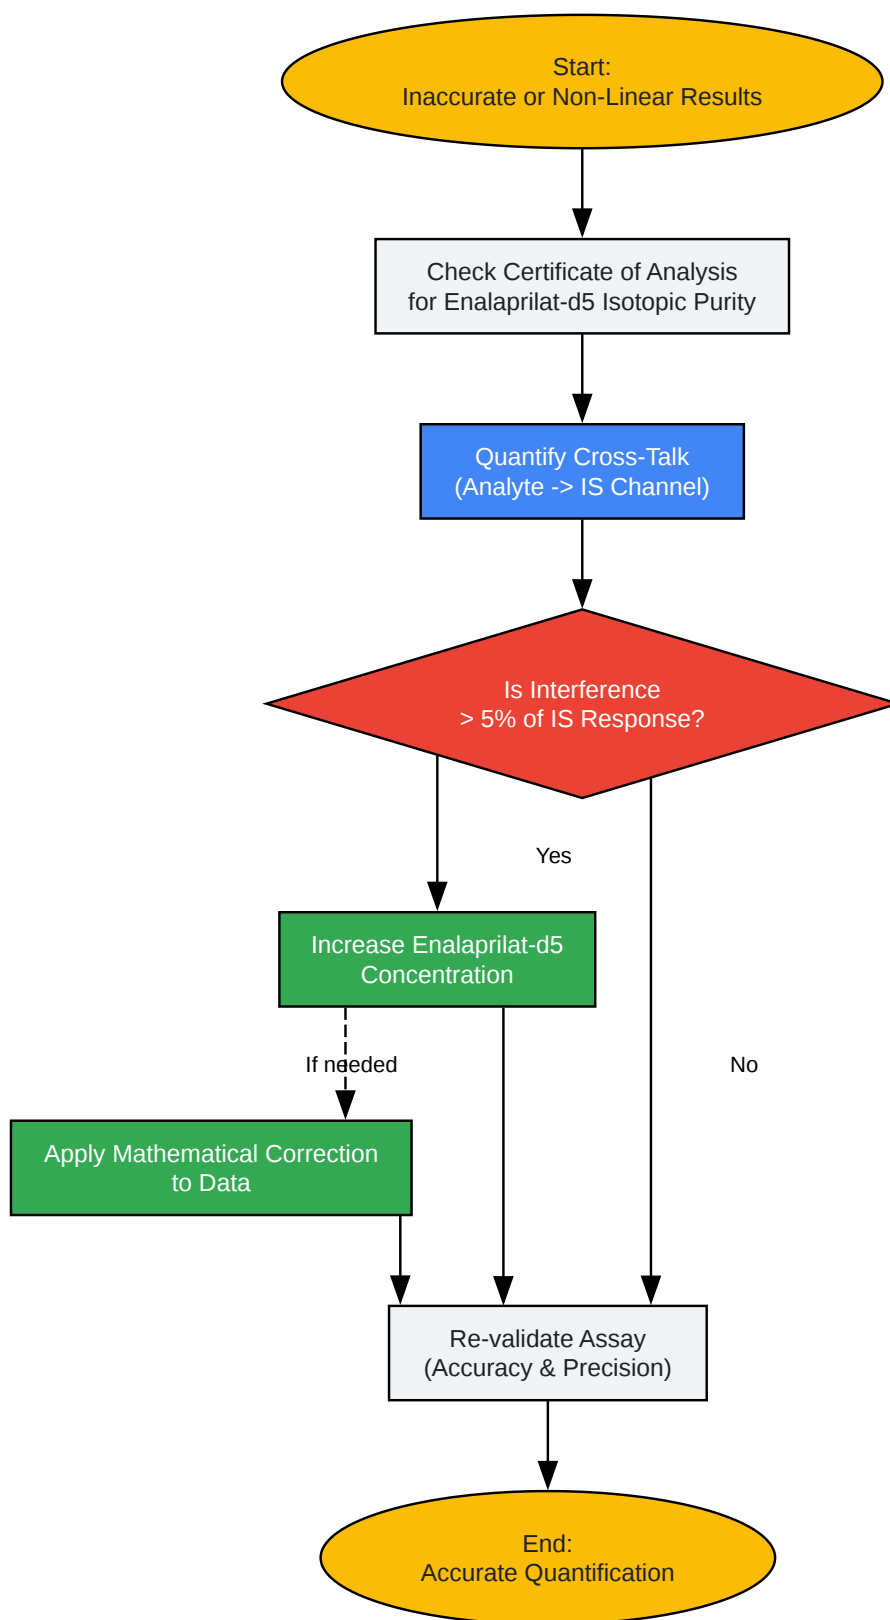 Start:
Inaccurate or Non-Linear Results
Check Certificate of Analysis
for Enalaprilat-d5 Isotopic Purity
Quantify Cross-Talk
(Analyte -> IS Channel)
Is Interference
> 5% of IS Response?
Yes
Increase Enalaprilat-d5
Concentration
If needed
No
Apply Mathematical Correction
to Data
Re-validate Assay
(Accuracy & Precision)
End:
Accurate Quantification